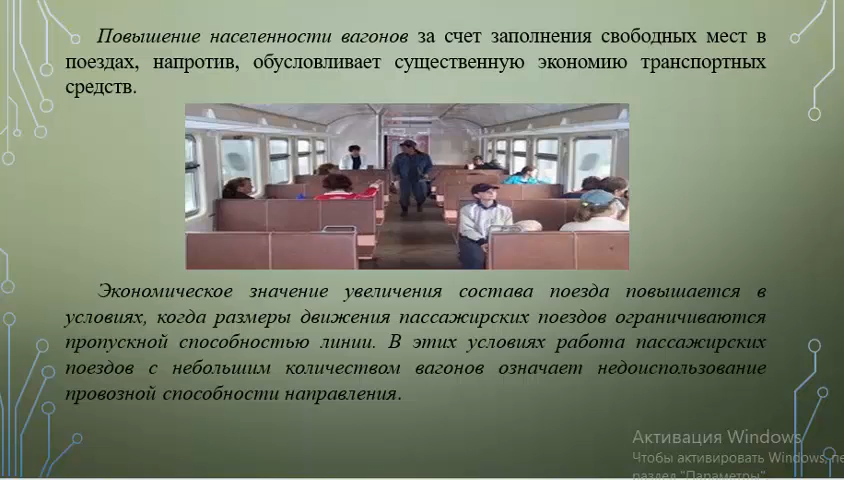 Повышение населенности вагонов за счет заполнения свободных мест в
поездах, напротив, обусловливает существенную экономию транспортных
средств.
Экономическое значение увеличения состава поезда повышается в
условиях, когда размеры движения пассажирских поездов ограничиваются
пропускной способностью линии. В этих условиях работа пассажирских
поездов с небольшим количеством вагонов означает недоиспользование
провозной способности направления.
Активация Windows
Чтобы активировать Windows, пе
раздел "Параметры"